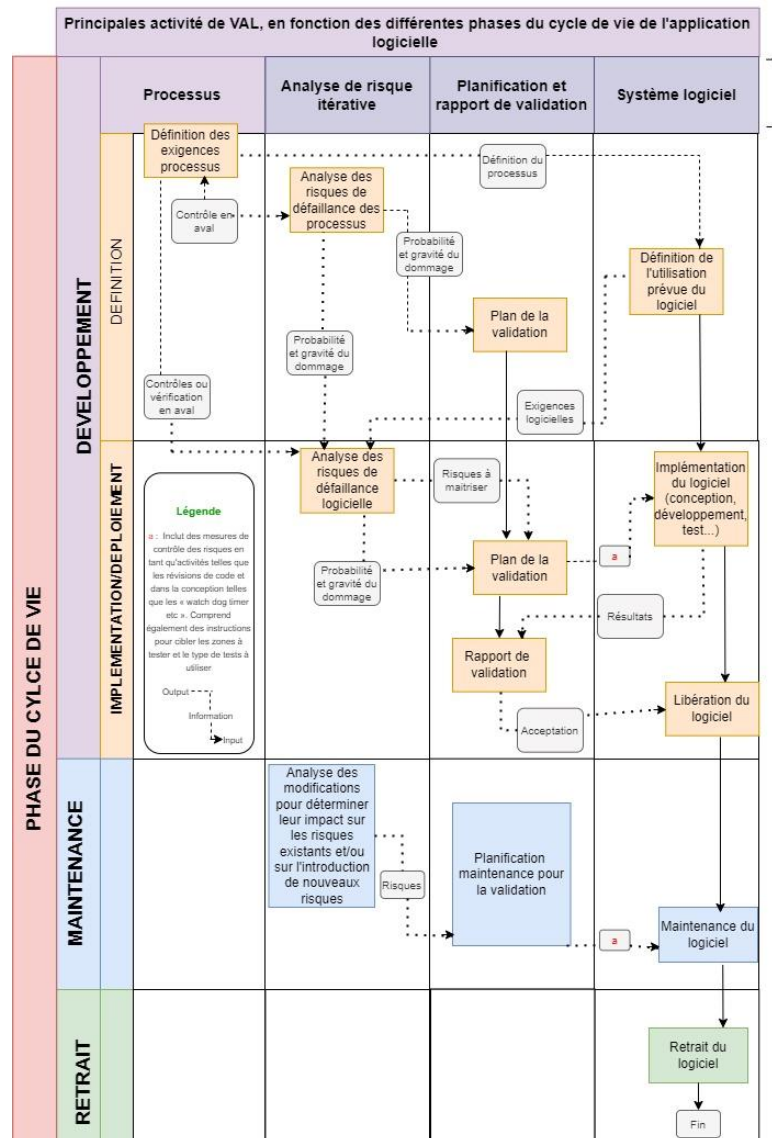 Principales activité de VAL, en fonction des différentes phases du cycle de vie de l'application
logicielle
PHASE DU CYLCE DE VIE
Processus
Analyse de risque
itérative
Planification et
rapport de validation
Système logiciel
DEVELOPPEMENT
DEFINITION
Définition des
exigences
processus
Définition du
processus
Contrôle en
aval
Analyse des
risques de
défaillance des
processus
Probabilité
et gravité du
dommage
Définition de
l'utilisation
prévue du
logiciel
Plan de la
validation
Probabilité
et gravité du
dommage
Contrôles ou
vérification
en aval
Exigences
logicielles
IMPLEMENTATION/DEPLOIEMENT
Analyse des
risques de
défaillance
logicielle
Risques à
maitriser
Implémentation
du logiciel
(conception,
développement,
test...)
Légende
a : Inclut des mesures de
contrôle des risques en
tant qu'activités telles que
les révisions de code et
dans la conception telles
que les « watch dog timer
etc ». Comprend
également des instructions
pour cibler les zones à
tester et le type de tests à
utiliser
Output
Information
Input
Probabilité
et gravité du
dommage
Plan de la
validation
a
Résultats
Rapport de
validation
Acceptation
Libération du
logiciel
MAINTENANCE
Analyse des
modifications
pour déterminer
leur impact sur
les risques
existants et/ou
sur l'introduction
de nouveaux
risques
Risques
Planification
maintenance pour
la validation
a
Maintenance du
logiciel
RETRAIT
Retrait du
logiciel
Fin